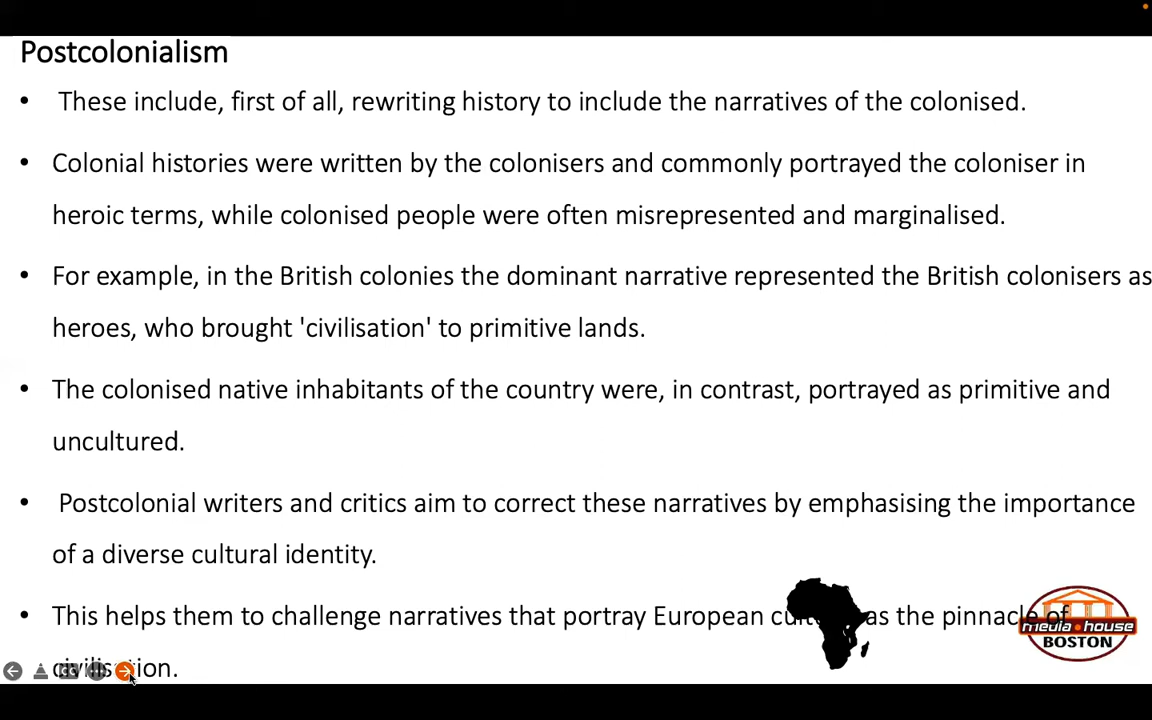 Postcolonialism
• These include, first of all, rewriting history to include the narratives of the colonised.
• Colonial histories were written by the colonisers and commonly portrayed the coloniser in
heroic terms, while colonised people were often misrepresented and marginalised.
• For example, in the British colonies the dominant narrative represented the British colonisers as
heroes, who brought 'civilisation' to primitive lands.
• The colonised native inhabitants of the country were, in contrast, portrayed as primitive and
uncultured.
• Postcolonial writers and critics aim to correct these narratives by emphasising the importance
of a diverse cultural identity.
• This helps them to challenge narratives that portray European culture as the pinnacle of
civilisation.
media house
BOSTON